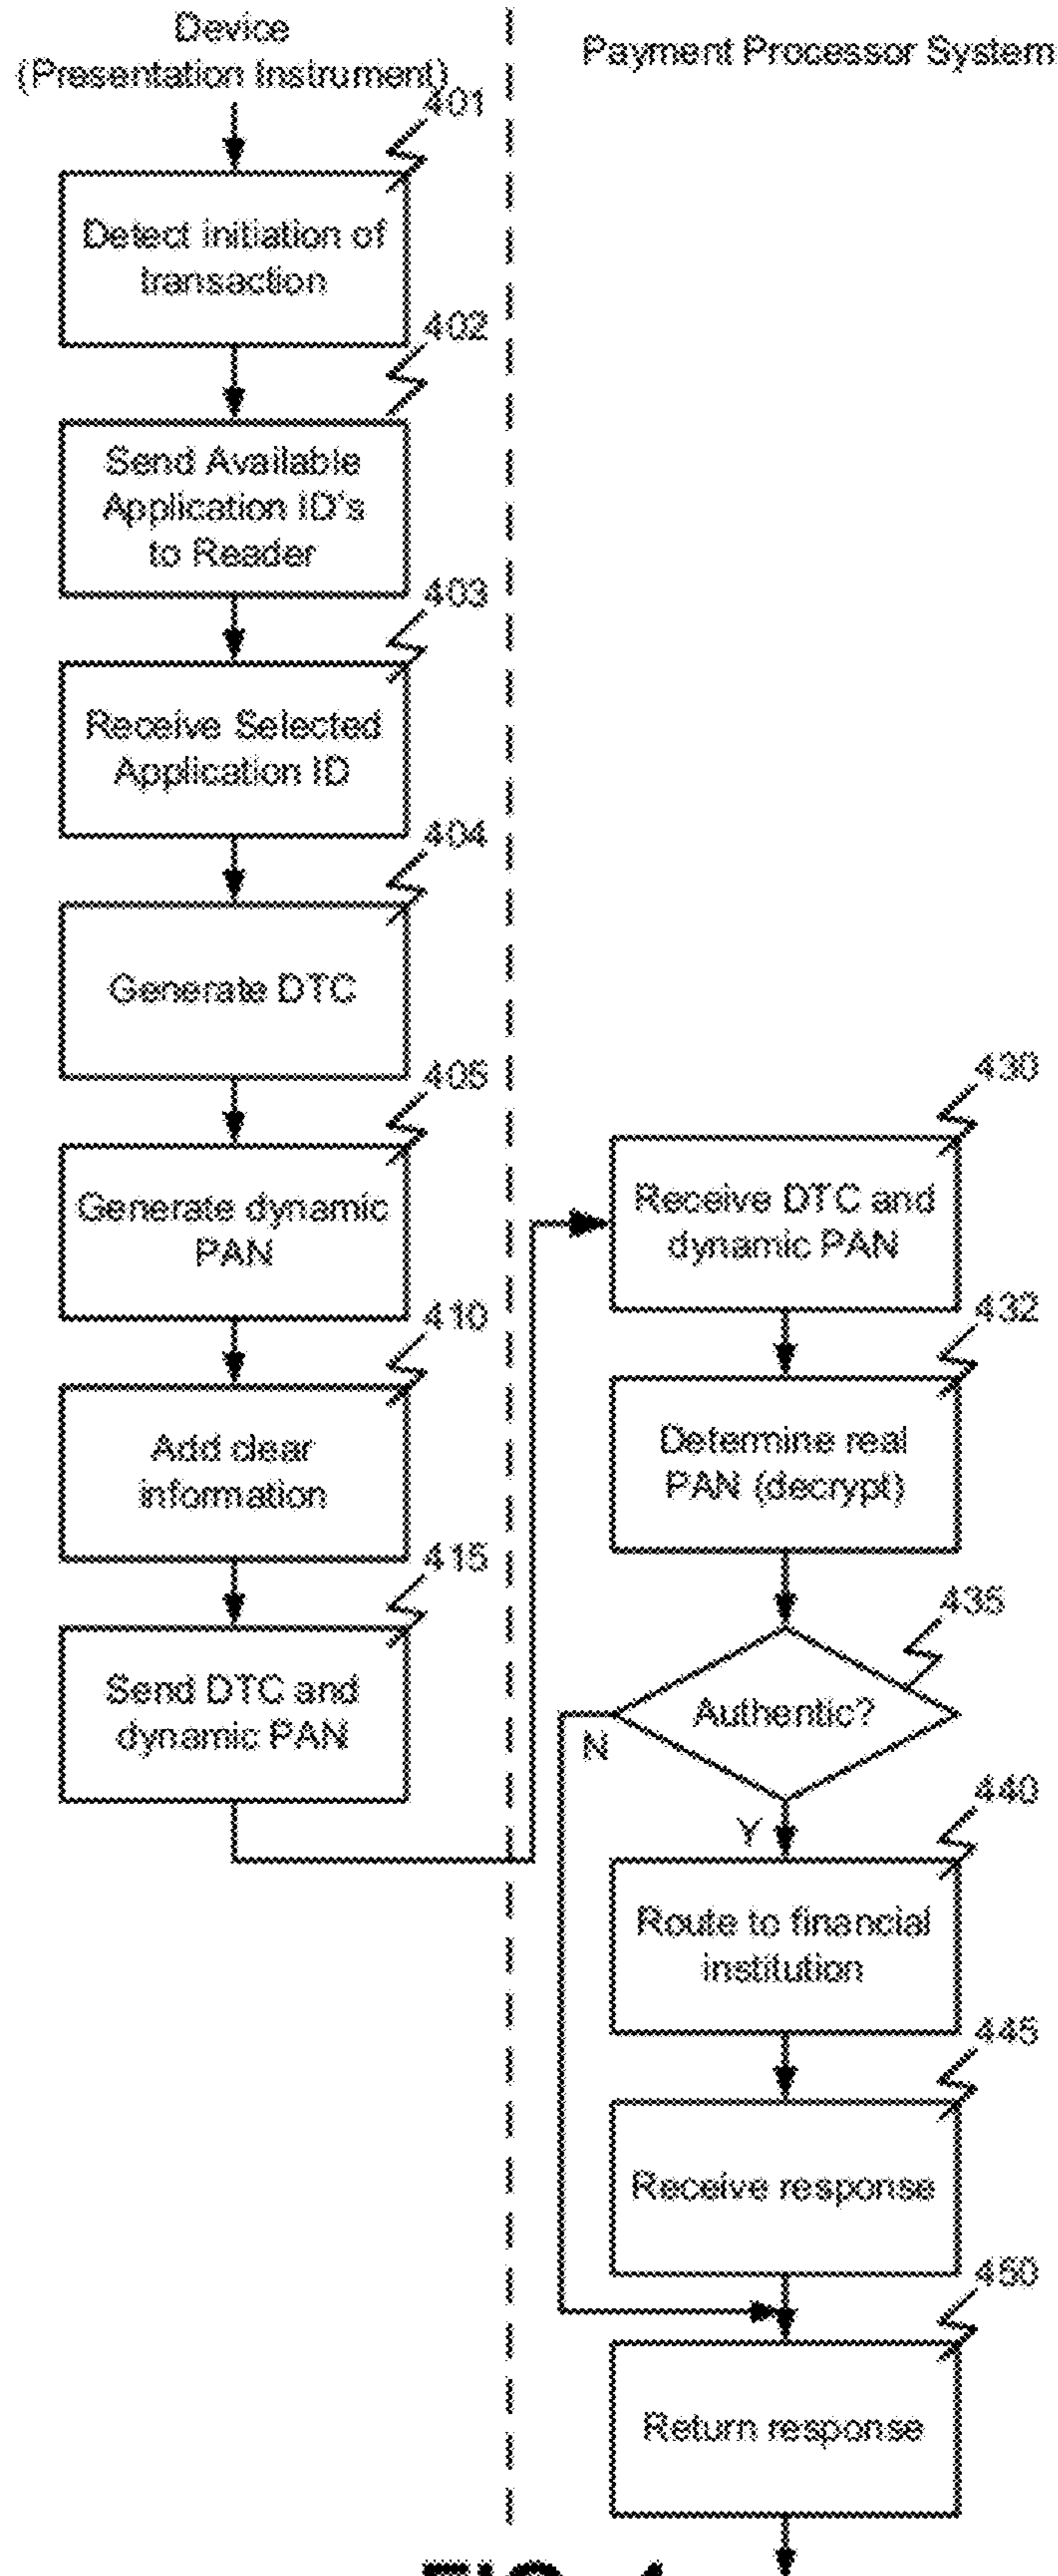 Device
(Presentation Instrument)
Payment Processor System
401
Detect initiation of
transaction
402
Send Available
Application ID's
to Reader
403
Receive Selected
Application ID
404
Generate DTC
405
Generate dynamic
PAN
410
Add clear
information
415
Send DTC and
dynamic PAN
430
Receive DTC and
dynamic PAN
432
Determine real
PAN (decrypt)
435
Authentic?
N
Y
440
Route to financial
institution
445
Receive response
450
Return response